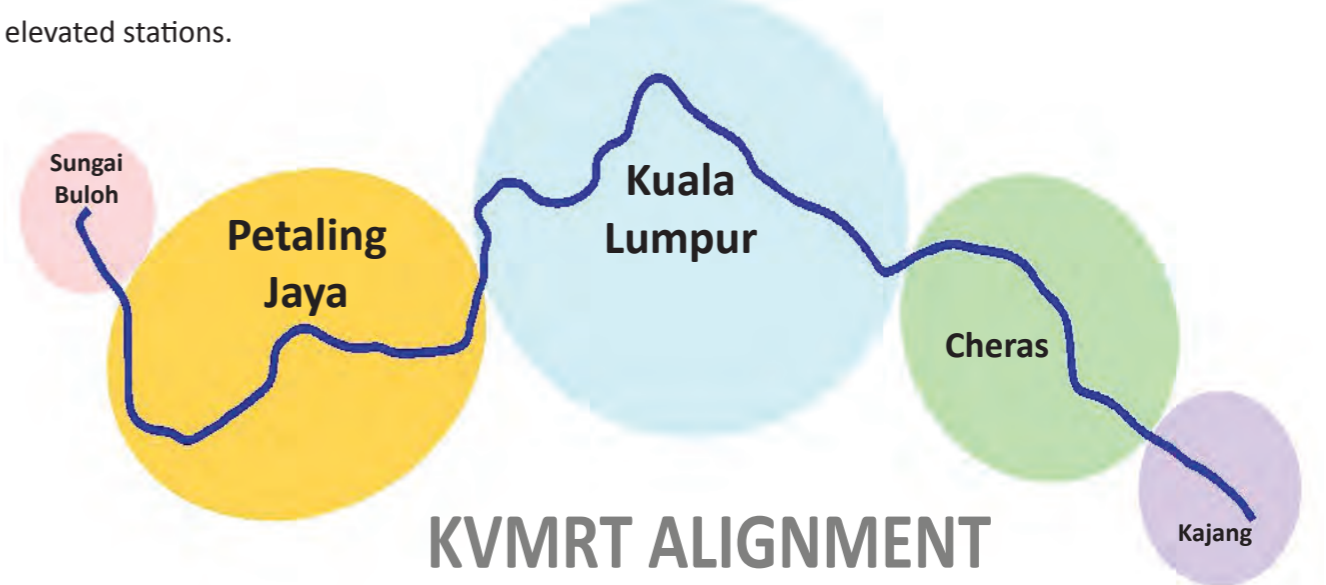 elevated stations.
Sungai
Buloh
Petaling
Jaya
Kuala
Lumpur
Cheras
Kajang
KVMRT ALIGNMENT